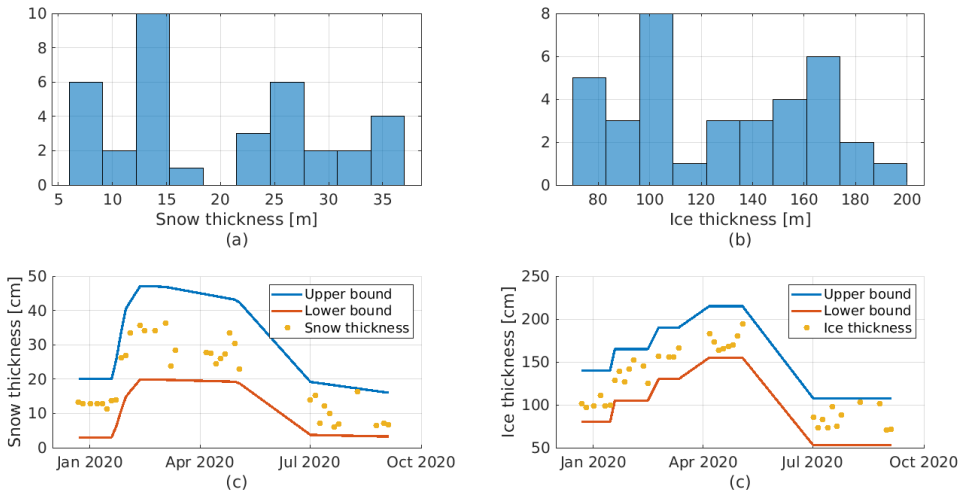 10
8
6
4
2
0
5 10 15 20 25 30 35
Snow thickness [m]
(a)
8
6
4
2
0
80 100 120 140 160 180 200
Ice thickness [m]
(b)
Snow thickness [cm]
50
40
30
20
10
0
Upper bound
Lower bound
Snow thickness
Jan 2020 Apr 2020 Jul 2020 Oct 2020
(c)
Ice thickness [cm]
250
200
150
100
50
Upper bound
Lower bound
Ice thickness
Jan 2020 Apr 2020 Jul 2020 Oct 2020
(c)